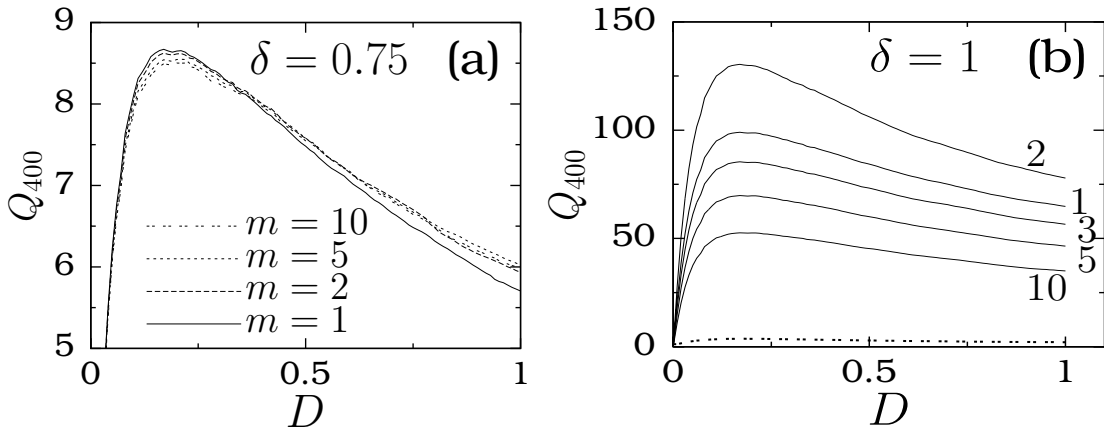 δ = 0.75 (a)
9
8
7
6
5
Q400
m = 10
m = 5
m = 2
m = 1
0 0.5 1
D
δ = 1 (b)
150
100
50
0
Q400
2
1
3
5
10
0 0.5 1
D